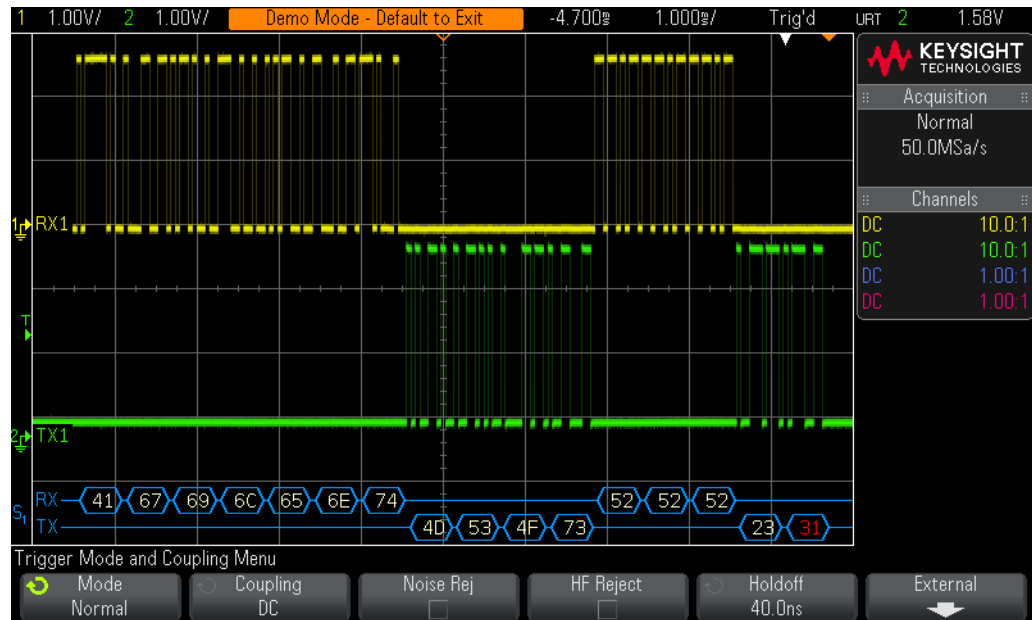 1 1.00V/ 2 1.00V/ Demo Mode - Default to Exit -4.700s 1.000s/ Trig'd URT 2 1.58V
KEYSIGHT
TECHNOLOGIES
Acquisition
Normal
50.0MSa/s
Channels
DC 10.0:1
DC 10.0:1
DC 1.00:1
DC 1.00:1
1 RX1
T
2 TX1
S1
RX 41 67 69 6C 65 6E 74 52 52 52
TX 4D 53 4F 73 23 31
Trigger Mode and Coupling Menu
Mode Coupling Noise Rej HF Reject Holdoff External
Normal DC 40.0ns